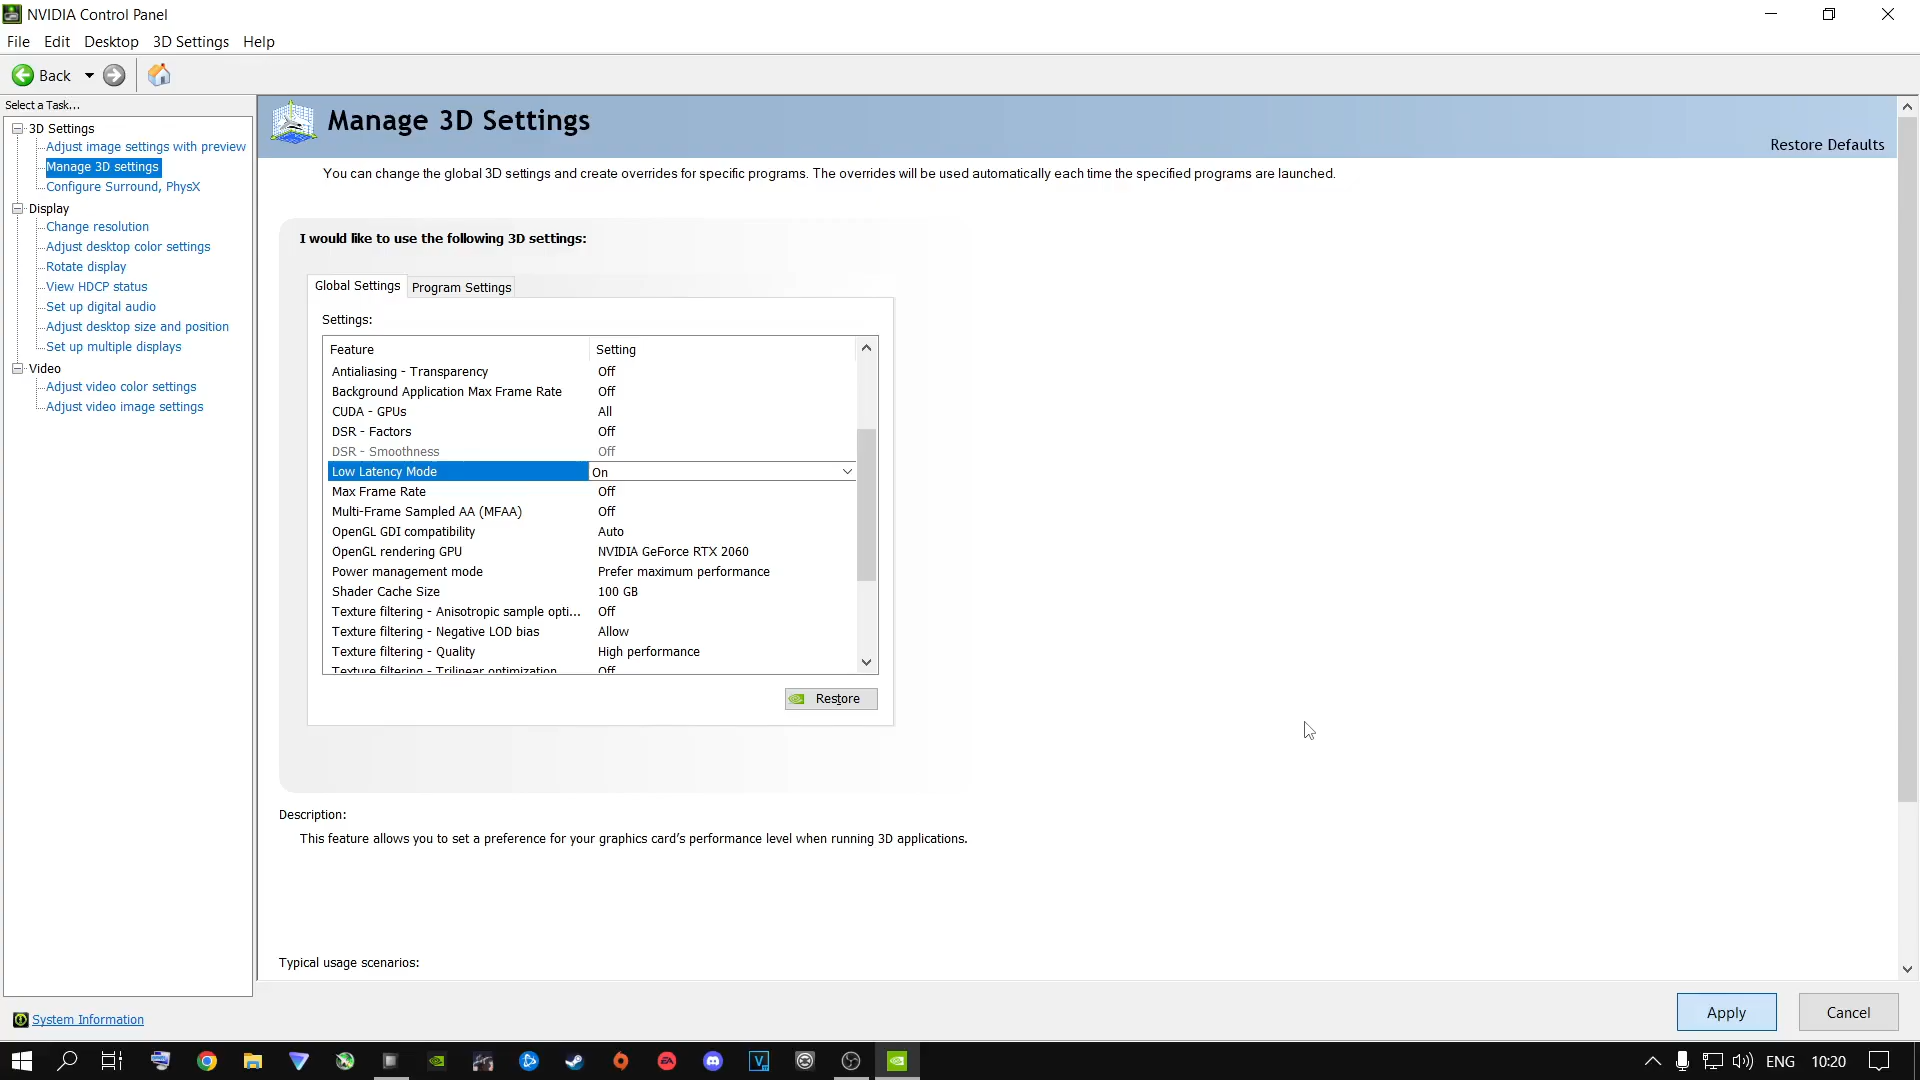 NVIDIA Control Panel
File Edit Desktop 3D Settings Help
Back
Select a Task...
3D Settings
Adjust image settings with preview
Manage 3D settings
Configure Surround, PhysX
Display
Change resolution
Adjust desktop color settings
Rotate display
View HDCP status
Set up digital audio
Adjust desktop size and position
Set up multiple displays
Video
Adjust video color settings
Adjust video image settings
System Information
Manage 3D Settings
Restore Defaults
You can change the global 3D settings and create overrides for specific programs. The overrides will be used automatically each time the specified programs are launched.
I would like to use the following 3D settings:
Global Settings Program Settings
Settings:
Feature Setting
Antialiasing - Transparency Off
Background Application Max Frame Rate Off
CUDA - GPUs All
DSR - Factors Off
DSR - Smoothness Off
Low Latency Mode On
Max Frame Rate Off
Multi-Frame Sampled AA (MFAA) Off
OpenGL GDI compatibility Auto
OpenGL rendering GPU NVIDIA GeForce RTX 2060
Power management mode Prefer maximum performance
Shader Cache Size 100 GB
Texture filtering - Anisotropic sample opti... Off
Texture filtering - Negative LOD bias Allow
Texture filtering - Quality High performance
Texture filtering - Trilinear optimization Off
Restore
Description:
This feature allows you to set a preference for your graphics card's performance level when running 3D applications.
Typical usage scenarios:
Apply Cancel
EA
V
ENG 10:20